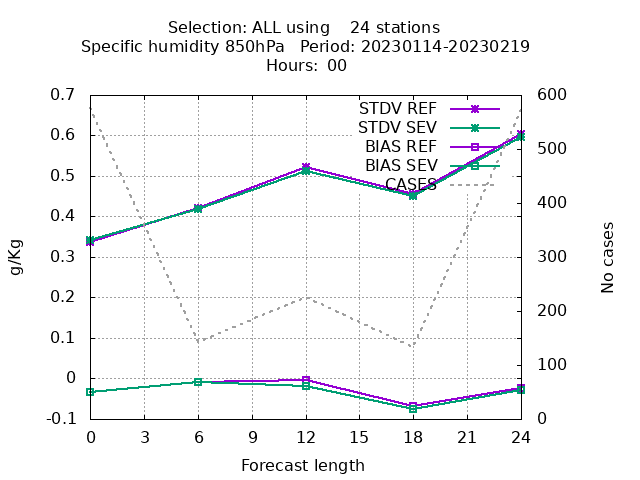 Selection: ALL using    24 stations
Specific humidity 850hPa   Period: 20230114-20230219
Hours: 00
STDV REF
STDV SEV
BIAS REF
BIAS SEV
CASES
0.7
0.6
0.5
0.4
0.3
0.2
0.1
0
-0.1
g/Kg
600
500
400
300
200
100
0
No cases
0 3 6 9 12 15 18 21 24
Forecast length